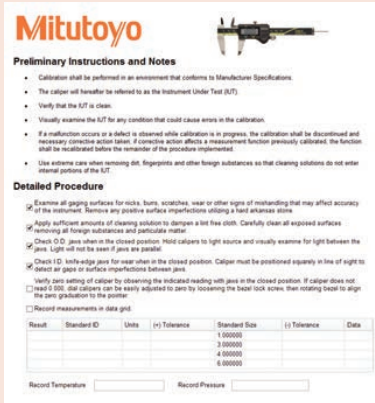 Mitutoyo
Preliminary Instructions and Notes
• Calibration shall be performed in an environment that conforms to Manufacturer Specifications.
• The caliper will hereafter be referred to as the Instrument Under Test (IUT).
• Verify that the IUT is clean.
• Visually examine the IUT for any condition that could cause errors in the calibration.
• If a malfunction occurs or a defect is observed while calibration is in progress, the calibration shall be discontinued and
necessary corrective action taken; if corrective action affects a measurement function previously calibrated, the function
shall be recalibrated before the remainder of the procedure implemented.
• Use extreme care when removing dirt, fingerprints and other foreign substances so that cleaning solutions do not enter
internal portions of the IUT.
Detailed Procedure
Examine all gaging surfaces for nicks, burrs, scratches, wear or other signs of mishandling that may affect accuracy
of the instrument. Remove any positive surface imperfections utilizing a hard arkansas stone.
Apply sufficient amounts of cleaning solution to dampen a lint free cloth. Carefully clean all exposed surfaces
removing all foreign substances and particulate matter.
Check O.D. jaws when in the closed position. Hold calipers to light source and visually examine for light between the
jaws. Light will not be seen if jaws are parallel.
Check I.D. knife-edge jaws for wear when in the closed position. Caliper must be positioned squarely in line of sight to
detect an gaps or surface imperfections between jaws.
Verify zero setting of caliper by observing the indicated reading with jaws in the closed position. If caliper does not
read 0.000, dial calipers can be easily adjusted to zero by loosening the bezel lock screw, then rotating bezel to align
the zero graduation to the pointer.
Record measurements in data grid.
Result Standard ID Units (+) Tolerance Standard Size (-) Tolerance Data
1.000000
3.000000
4.000000
6.000000
Record Temperature Record Pressure